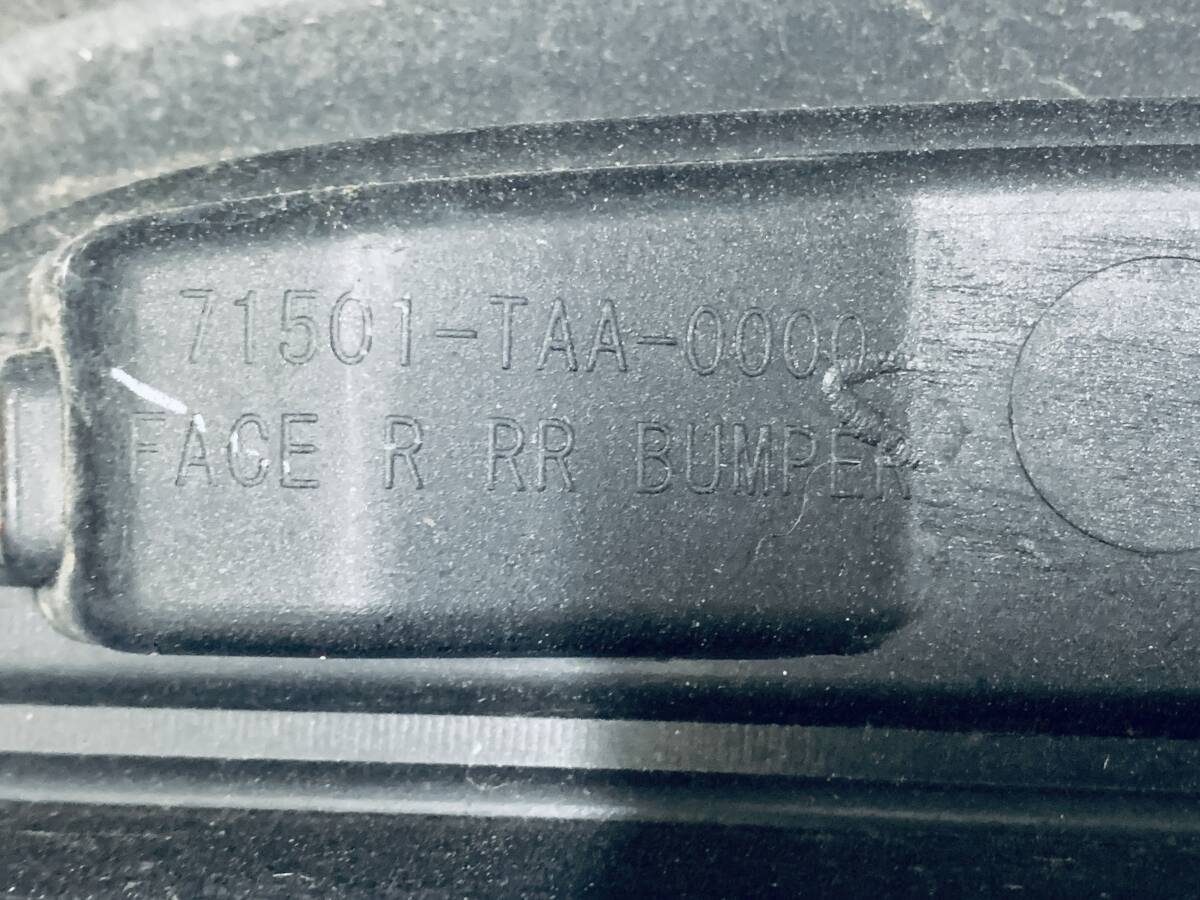 71501-TAA-0000
FACE R RR BUMPER